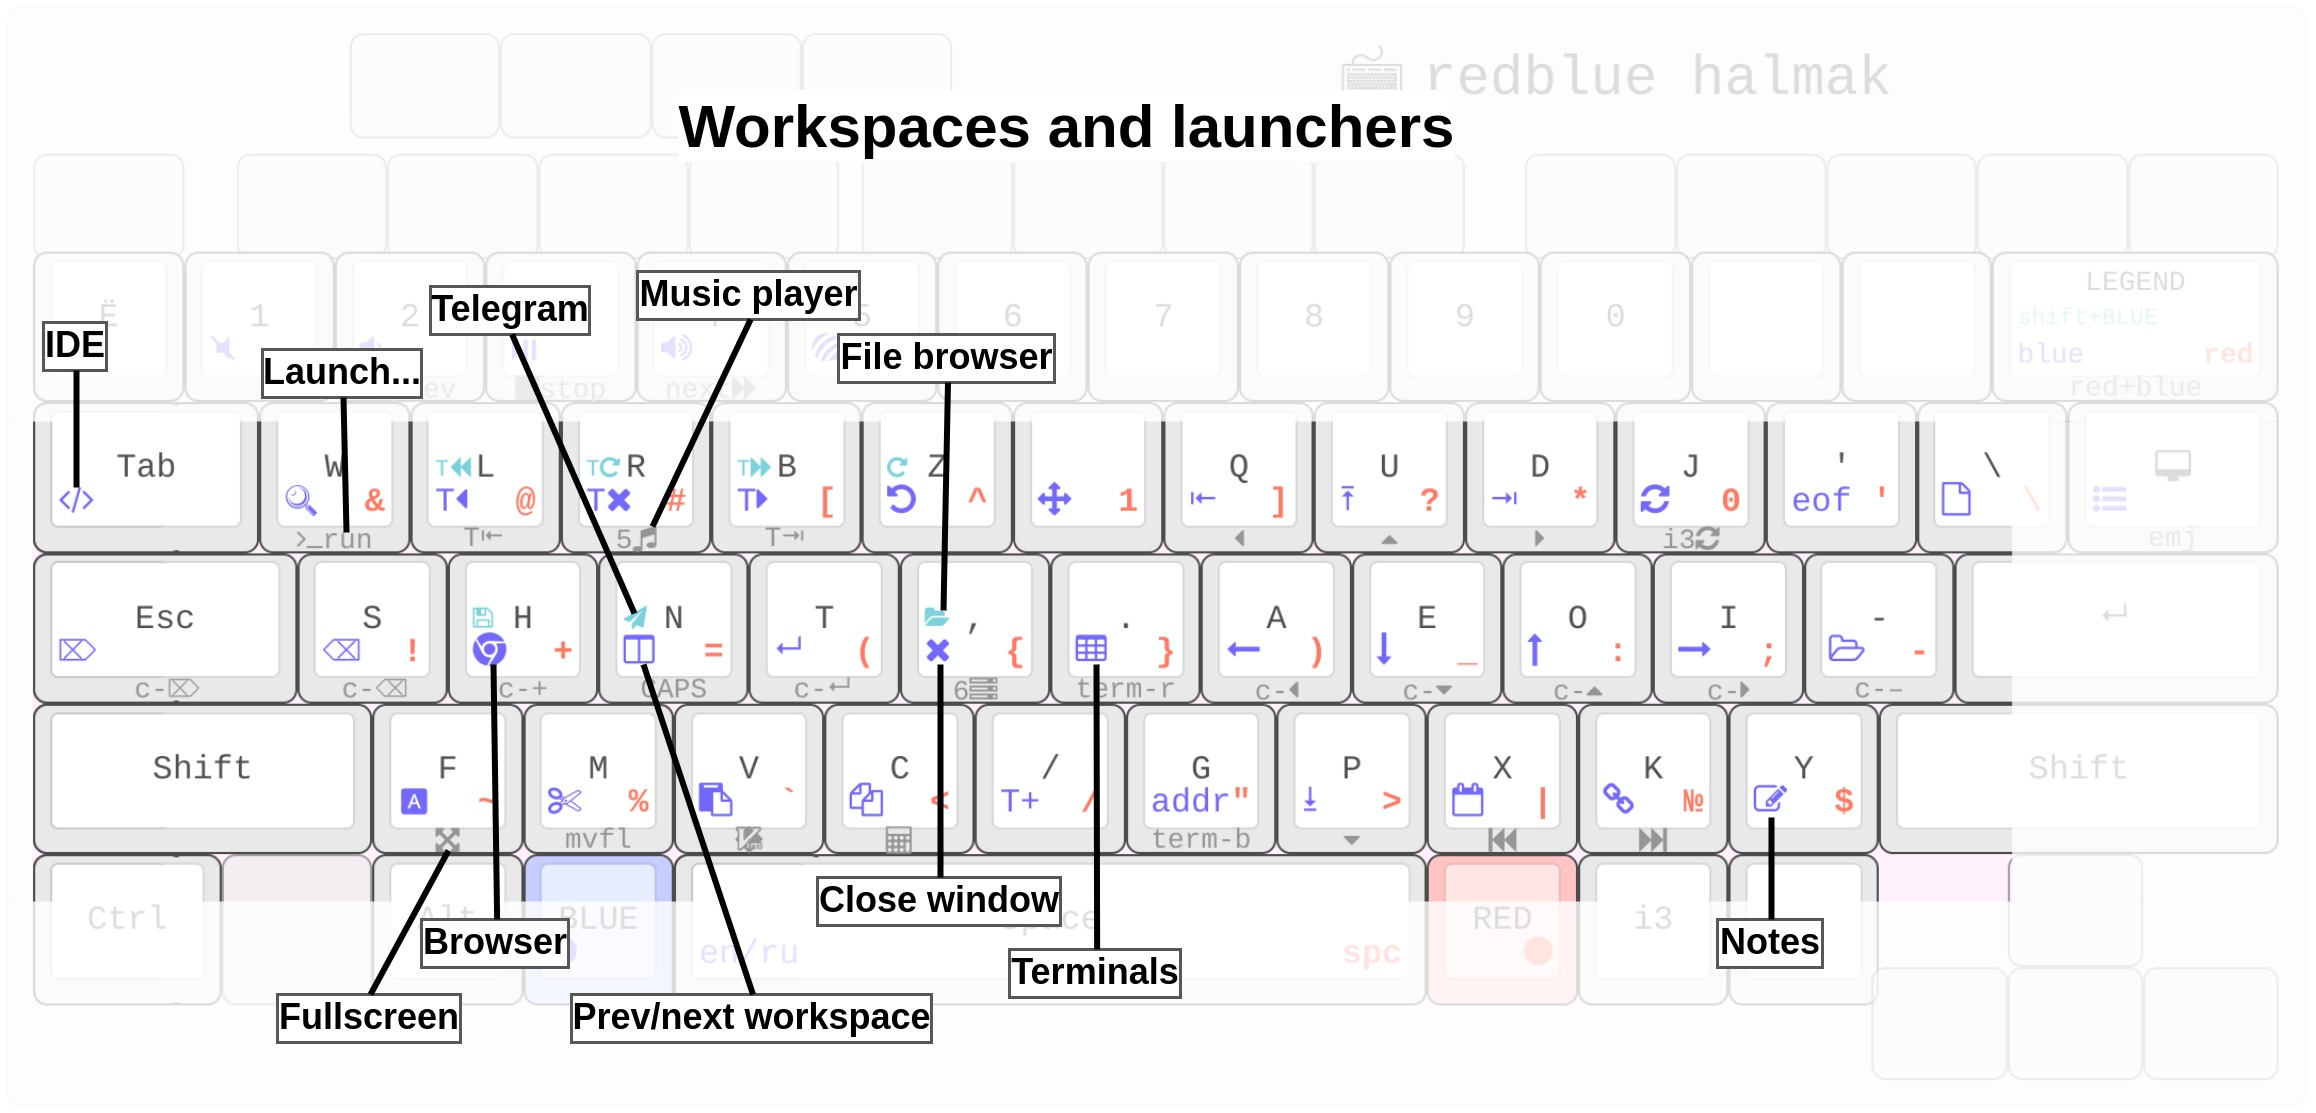 redblue halmak
Workspaces and launchers
Ë 1 2 5 6 7 8 9 0 LEGEND
shift+BLUE
blue red
stop next red+blue
Telegram
Music player
IDE
Launch...
File browser
Tab W L R B Z Q U D J ' \
T TC T
& T @ T # T [ ^ 1 ] ? * 0 eof ' \
>_run T 5 T i3 emj
Esc S H N T , . A E O I -
! + = ( { } ) _ : ; -
c- c- c-+ CAPS c- 6 term-r c- c- c- c- c--
Shift F M V C / G P X K Y Shift
A ~ % ` < T+ / addr" > | № $
mvfl term-b
Ctrl Alt BLUE Space RED i3
en/ru spc
Close window
Browser
Terminals
Notes
Fullscreen
Prev/next workspace